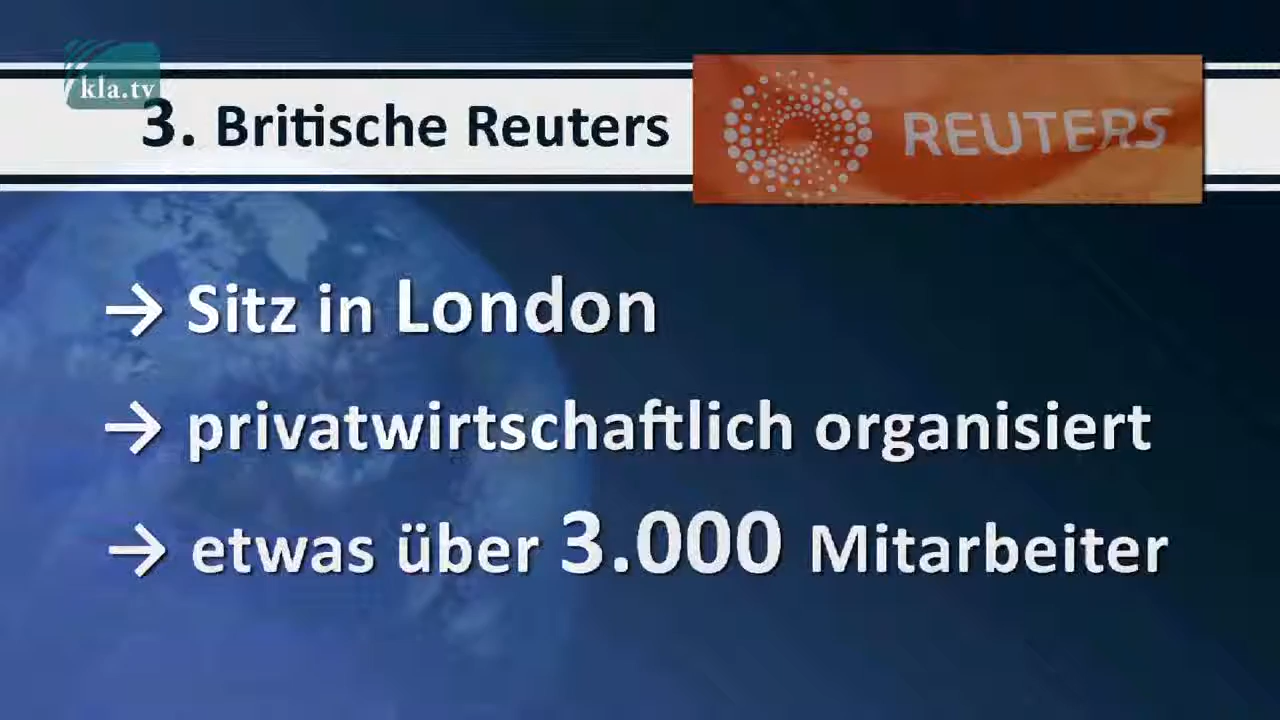 kla.tv
3. Britische Reuters
REUTERS
→ Sitz in London
→ privatwirtschaftlich organisiert
→ etwas über 3.000 Mitarbeiter